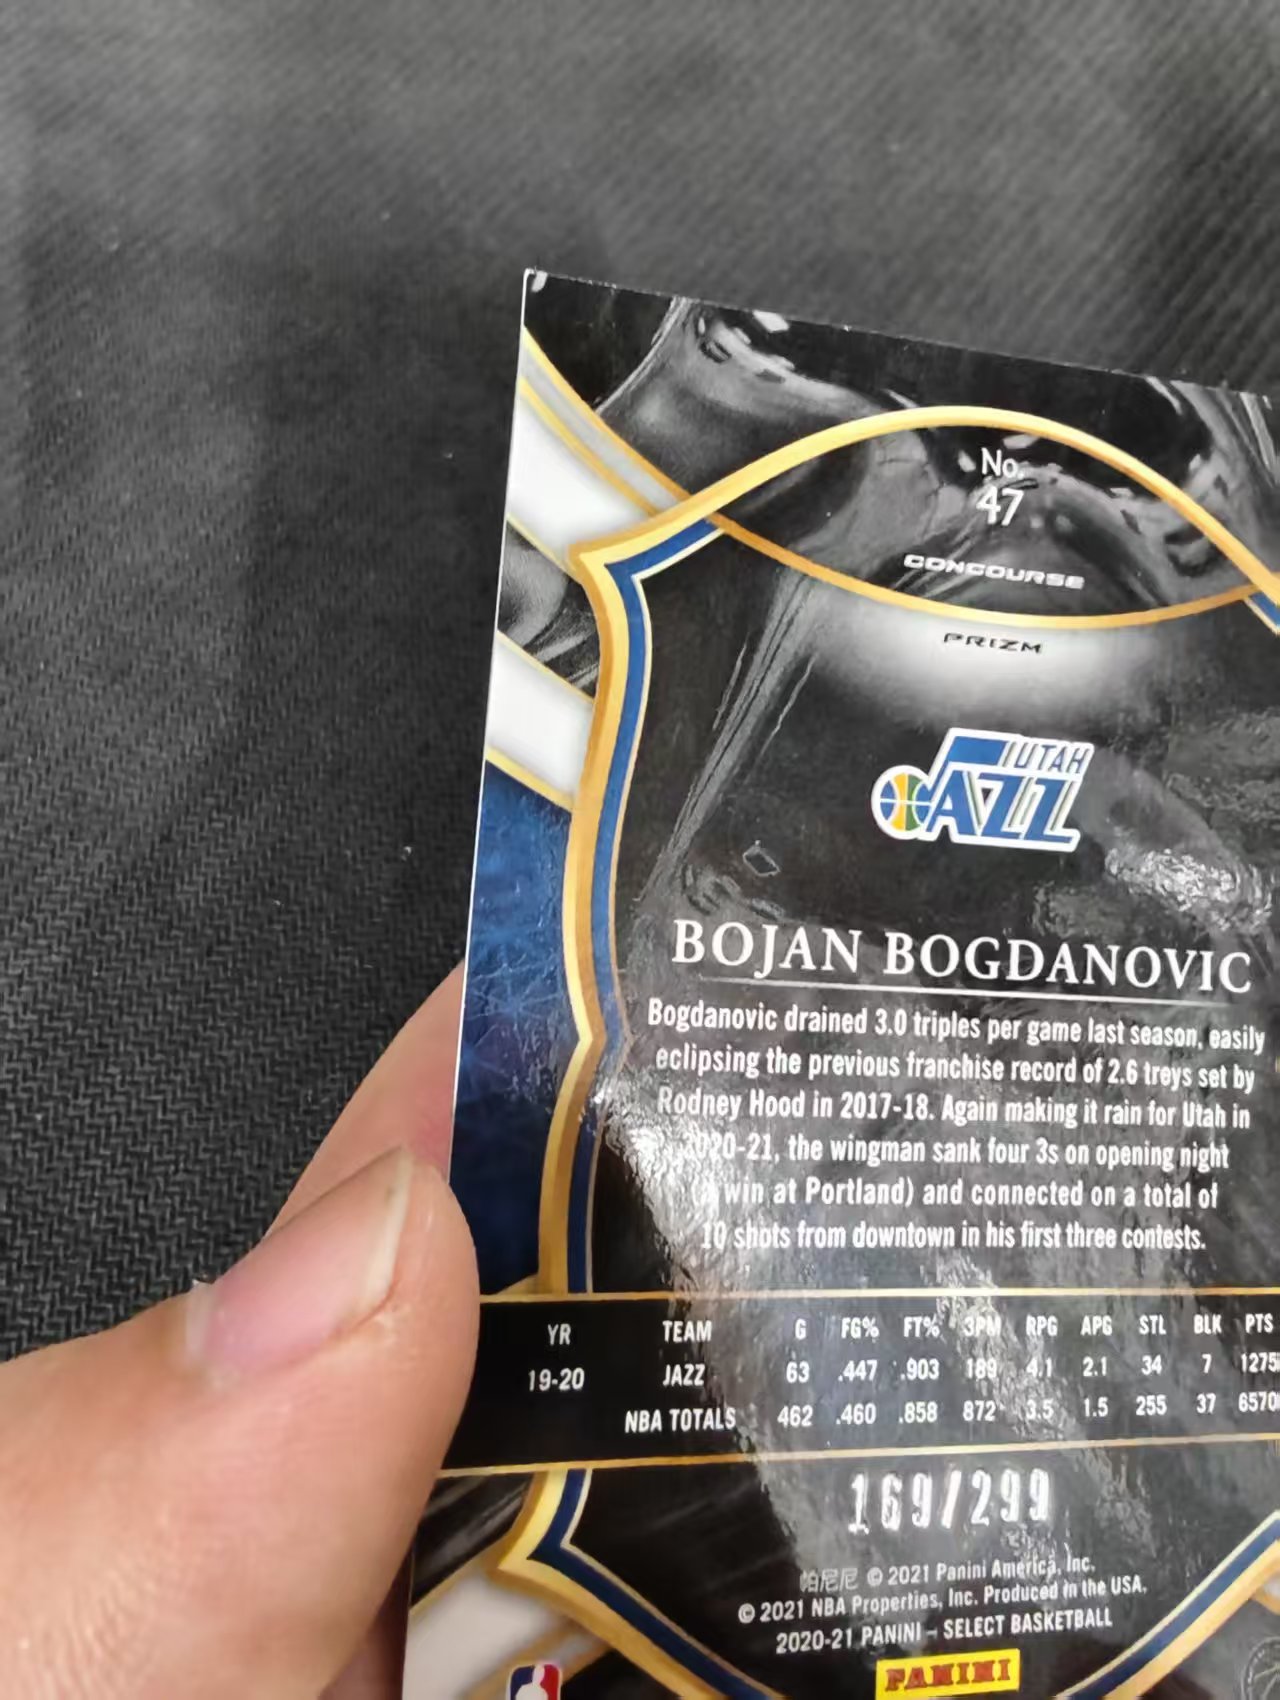 No.
47
CONCOURSE
PRIZM
UTAH
JAZZ
BOJAN BOGDANOVIC
Bogdanovic drained 3.0 triples per game last season, easily
eclipsing the previous franchise record of 2.6 treys set by
Rodney Hood in 2017-18. Again making it rain for Utah in
2020-21, the wingman sank four 3s on opening night
(a win at Portland) and connected on a total of
10 shots from downtown in his first three contests.
YR TEAM G FG% FT% 3PM RPG APG STL BLK PTS
19-20 JAZZ 63 .447 .903 189 4.1 2.1 34 7 1275
NBA TOTALS 462 .460 .858 872 3.5 1.5 255 37 6570
169/299
帕尼尼 © 2021 Panini America, Inc.
© 2021 NBA Properties, Inc. Produced in the USA.
2020-21 PANINI – SELECT BASKETBALL
PANINI